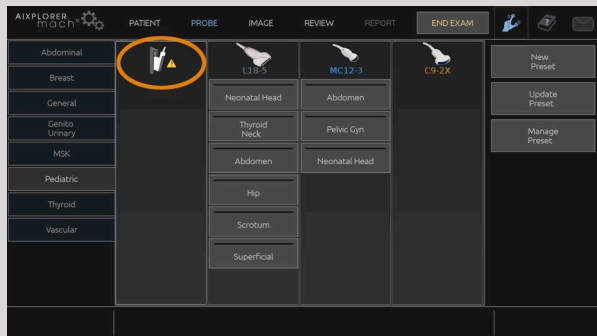 AIXPLORER
mach
PATIENT
PROBE
IMAGE
REVIEW
REPORT
END EXAM
Abdominal
Breast
General
Genito
Urinary
MSK
Pediatric
Thyroid
Vascular
L18-5
Neonatal Head
Thyroid
Neck
Abdomen
Hip
Scrotum
Superficial
MC12-3
Abdomen
Pelvic Gyn
Neonatal Head
C9-2X
New
Preset
Update
Preset
Manage
Preset